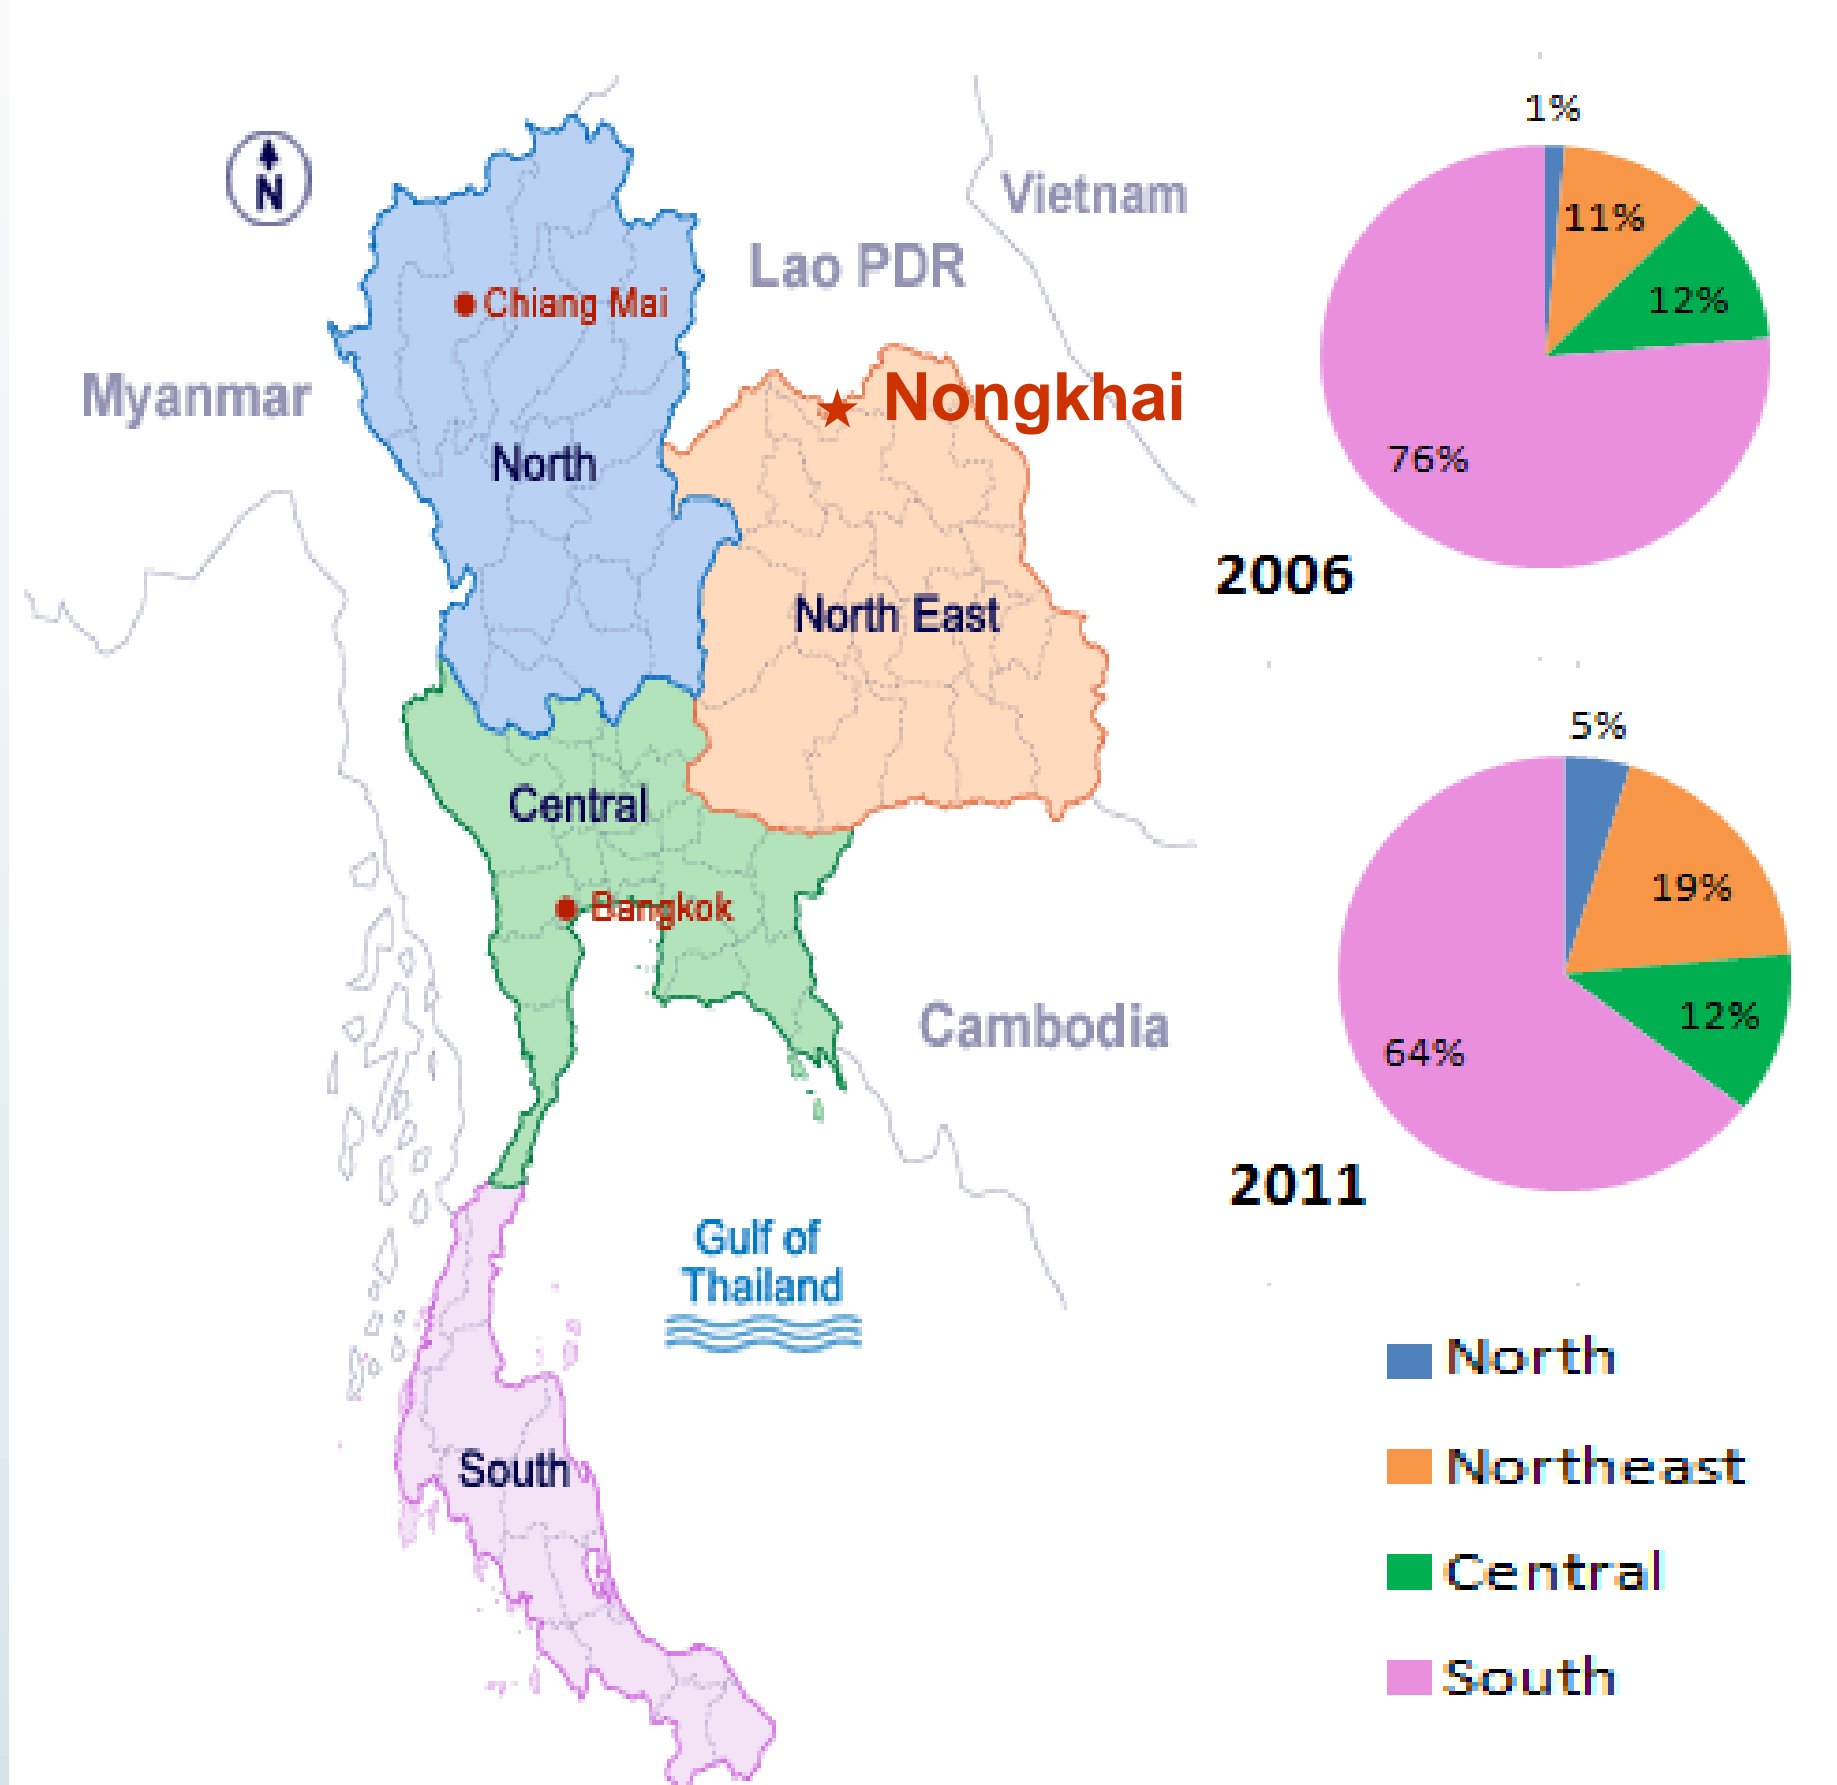 N
Vietnam
Lao PDR
Chiang Mai
Myanmar
Nongkhai
North
North East
Central
Bangkok
Cambodia
Gulf of
Thailand
South
1%
11%
12%
76%
2006
5%
19%
12%
64%
2011
North
Northeast
Central
South